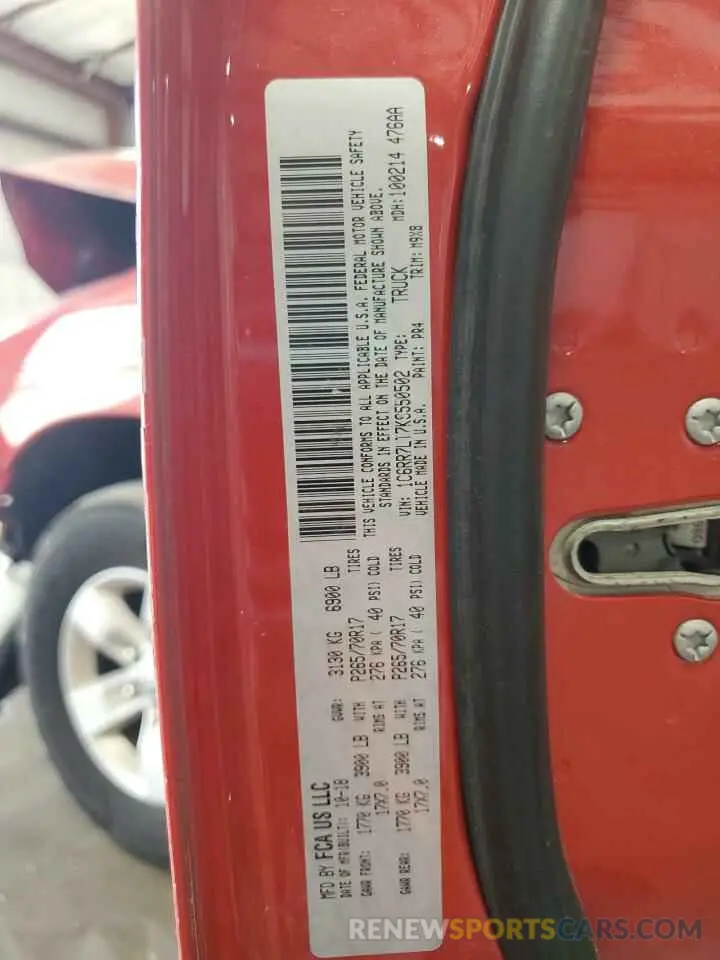 MFD BY FCA US LLC
DATE OF MFR(BUILT): 10-18 GVWR: 3130 KG 6900 LB
GAWR FRONT: 1770 KG 3900 LB WITH P265/70R17 TIRES
17X7.0 RIMS AT 276 KPA ( 40 PSI) COLD
GAWR REAR: 1770 KG 3900 LB WITH P265/70R17 TIRES
17X7.0 RIMS AT 276 KPA ( 40 PSI) COLD
THIS VEHICLE CONFORMS TO ALL APPLICABLE U.S.A. FEDERAL MOTOR VEHICLE SAFETY
STANDARDS IN EFFECT ON THE DATE OF MANUFACTURE SHOWN ABOVE.
VIN: 1C6RR7LT7KS550502 TYPE: TRUCK MDH: 100214 476AA
VEHICLE MADE IN U.S.A. PAINT: PR4 TRIM: M9X8
RENEWSPORTSCARS.COM